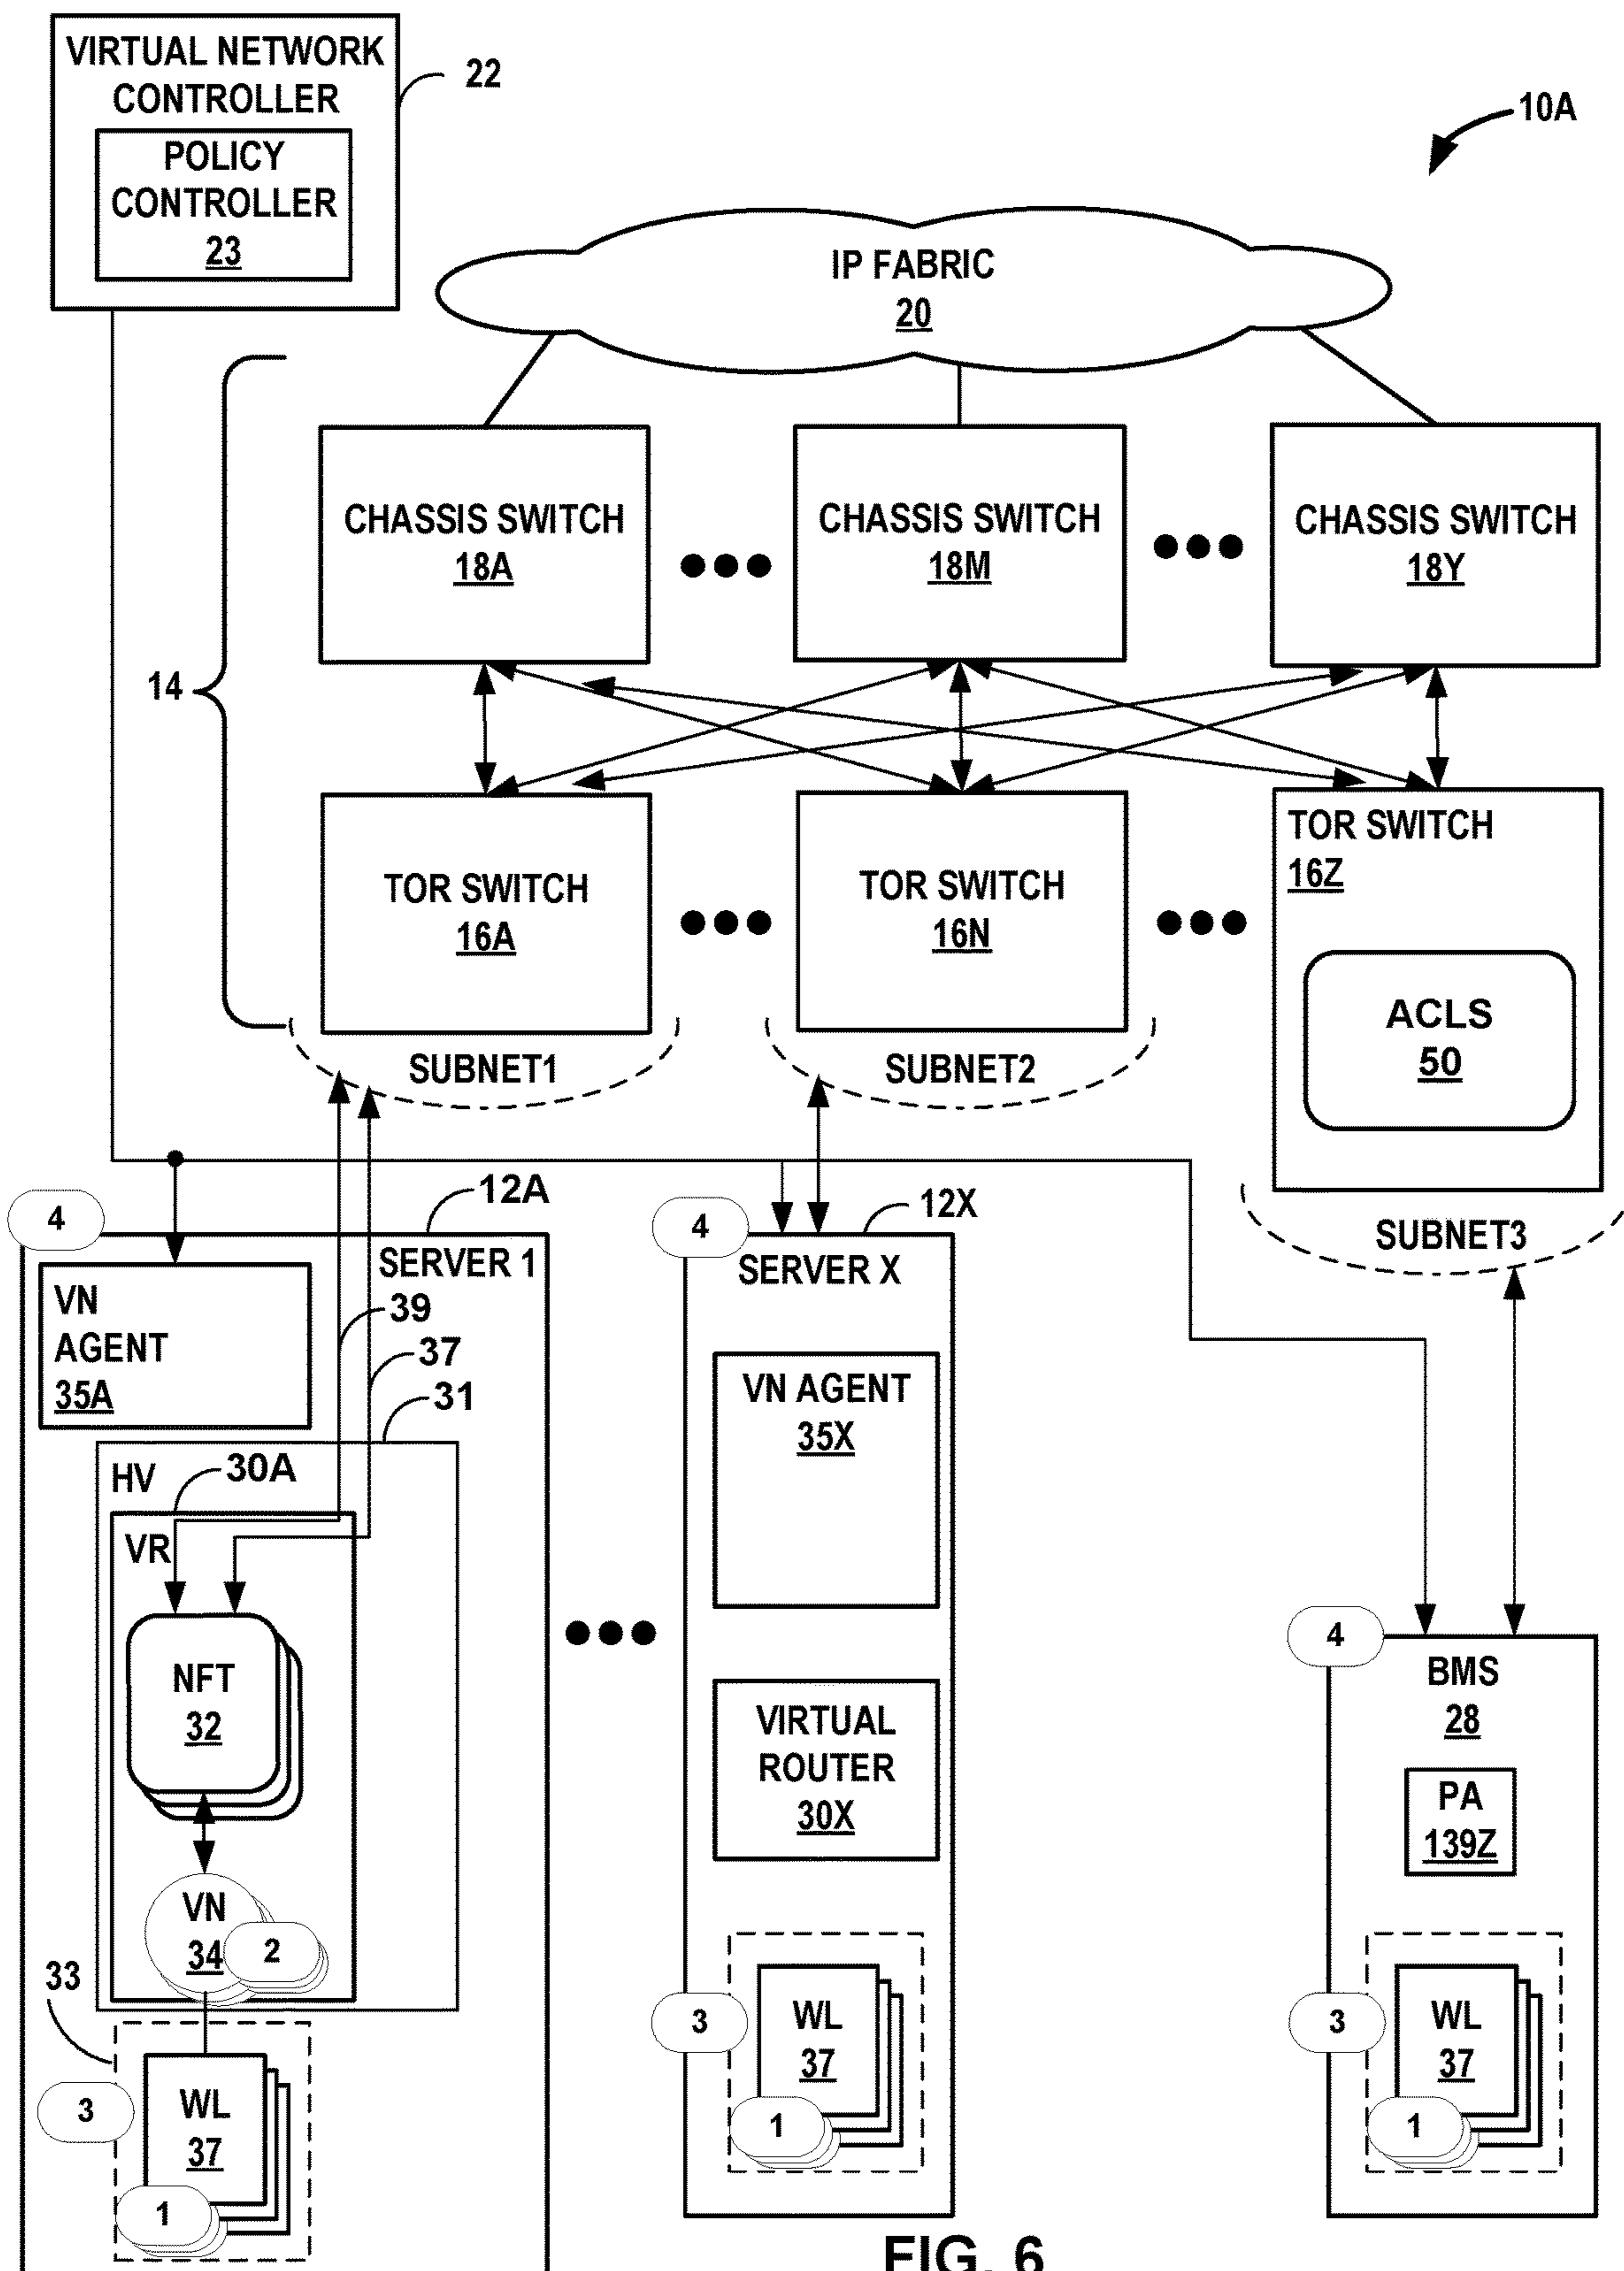 VIRTUAL NETWORK
CONTROLLER
22
POLICY
CONTROLLER
23
10A
IP FABRIC
20
14
CHASSIS SWITCH
18A
CHASSIS SWITCH
18M
CHASSIS SWITCH
18Y
TOR SWITCH
16A
TOR SWITCH
16N
TOR SWITCH
16Z
ACLS
50
SUBNET1
SUBNET2
SUBNET3
4
12A
SERVER 1
VN
AGENT
35A
39
37
31
HV
30A
VR
NFT
32
VN
34
2
33
3
WL
37
1
4
12X
SERVER X
VN AGENT
35X
VIRTUAL
ROUTER
30X
3
WL
37
1
4
BMS
28
PA
139Z
3
WL
37
1
FIG. 6